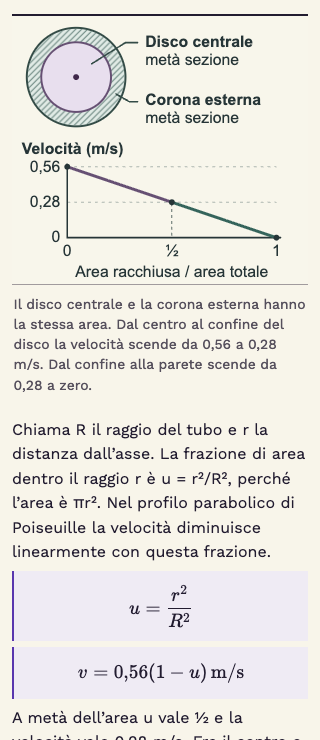 Disco centrale
metà sezione
Corona esterna
metà sezione
Velocità (m/s)
0,56
0,28
0
0 ½ 1
Area racchiusa / area totale
Il disco centrale e la corona esterna hanno
la stessa area. Dal centro al confine del
disco la velocità scende da 0,56 a 0,28
m/s. Dal confine alla parete scende da
0,28 a zero.
Chiama R il raggio del tubo e r la
distanza dall’asse. La frazione di area
dentro il raggio r è u = r²/R², perché
l’area è πr². Nel profilo parabolico di
Poiseuille la velocità diminuisce
linearmente con questa frazione.
u = r²/R²
v = 0,56(1 − u) m/s
A metà dell’area u vale ½ e la